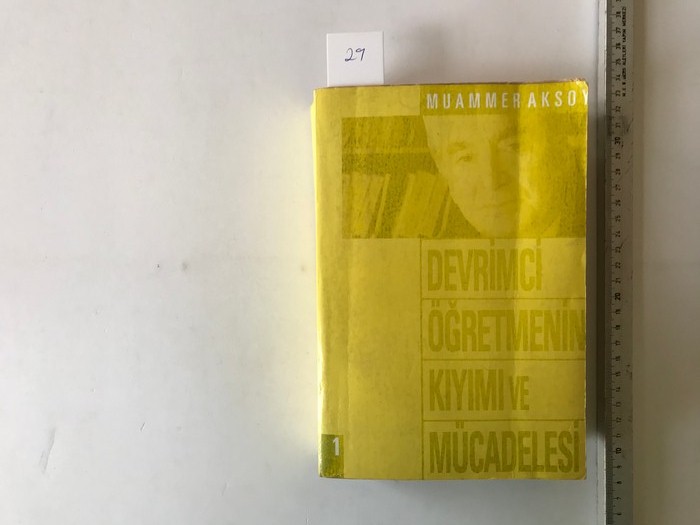 29
MUAMMER AKSOY
DEVRİMCİ
ÖĞRETMENİN
KIYIMI VE
MÜCADELESİ
1